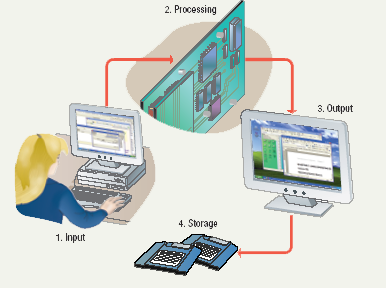 2. Processing
3. Output
4. Storage
1. Input